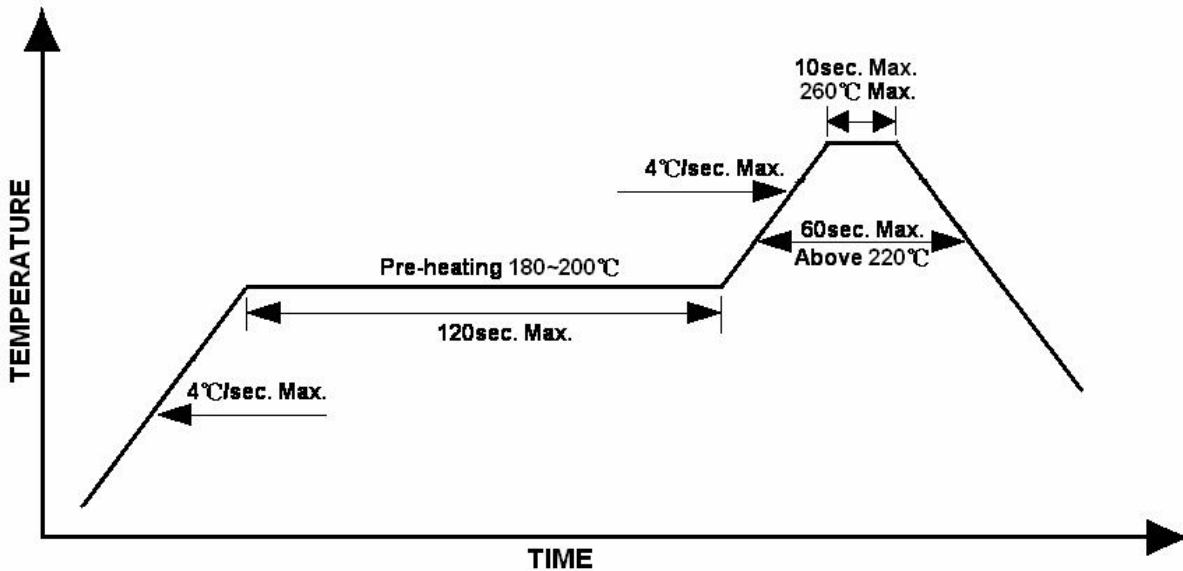 10sec. Max.
260℃ Max.
4℃/sec. Max.
60sec. Max.
Above 220℃
Pre-heating 180~200℃
120sec. Max.
4℃/sec. Max.
TEMPERATURE
TIME